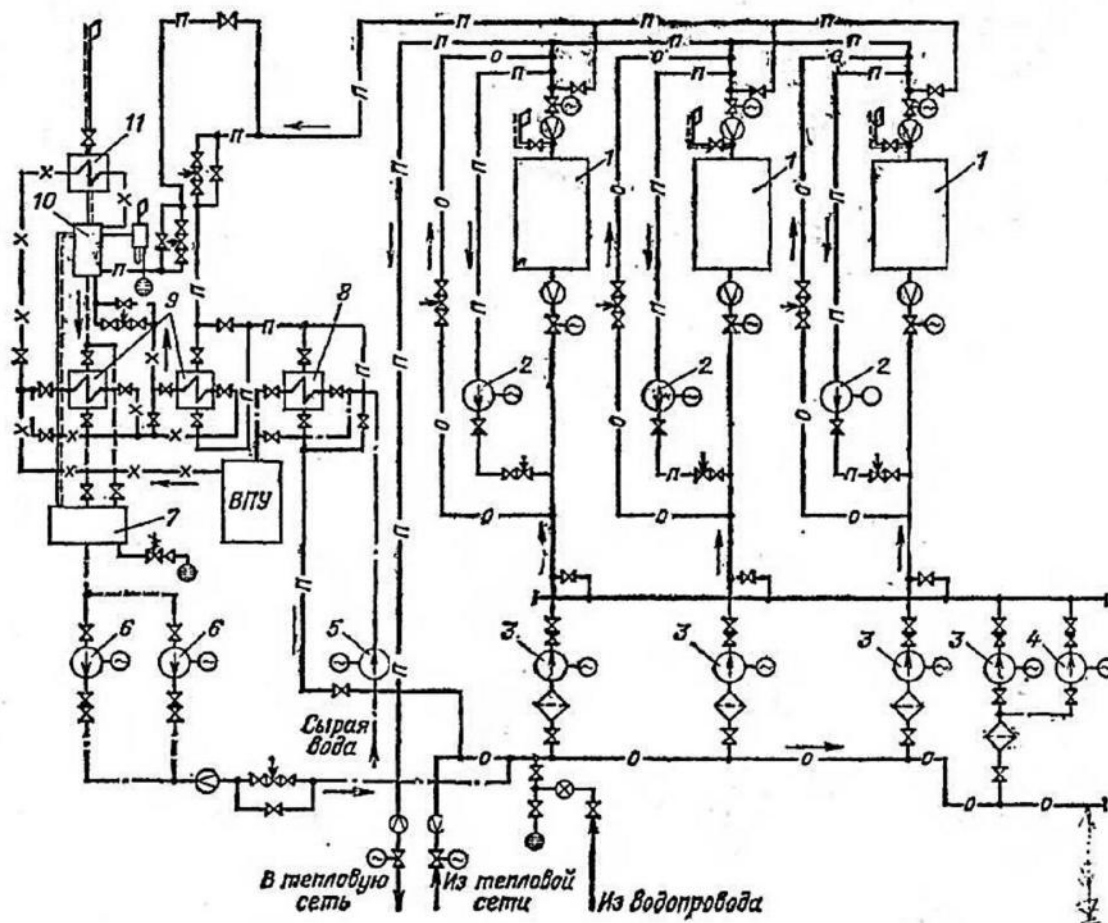 11
10
9
8
7
6
6
5
1
1
1
2
2
2
3
3
3
3
4
ВПУ
Сырая
вода
В тепловую
сеть
Из тепловой
сети
Из водопровода
П П П П П П П П П П П П
О О О О О О О О О О О О
Х Х Х Х Х Х Х Х